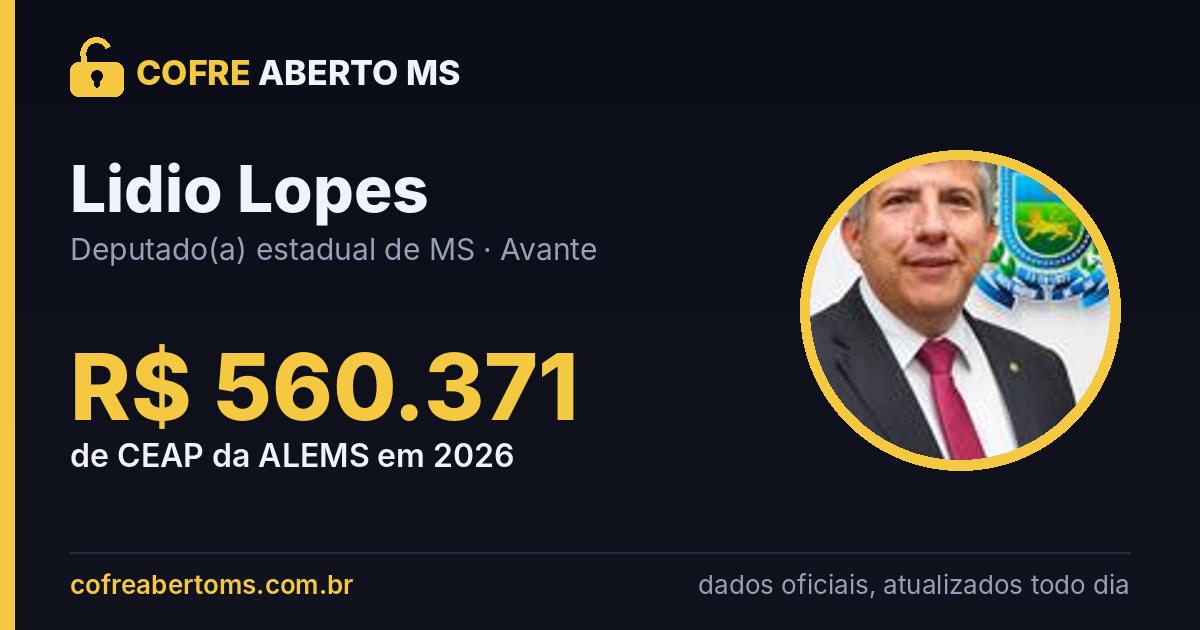 COFRE ABERTO MS
Lidio Lopes
Deputado(a) estadual de MS · Avante
R$ 560.371
de CEAP da ALEMS em 2026
cofreabertoms.com.br
dados oficiais, atualizados todo dia